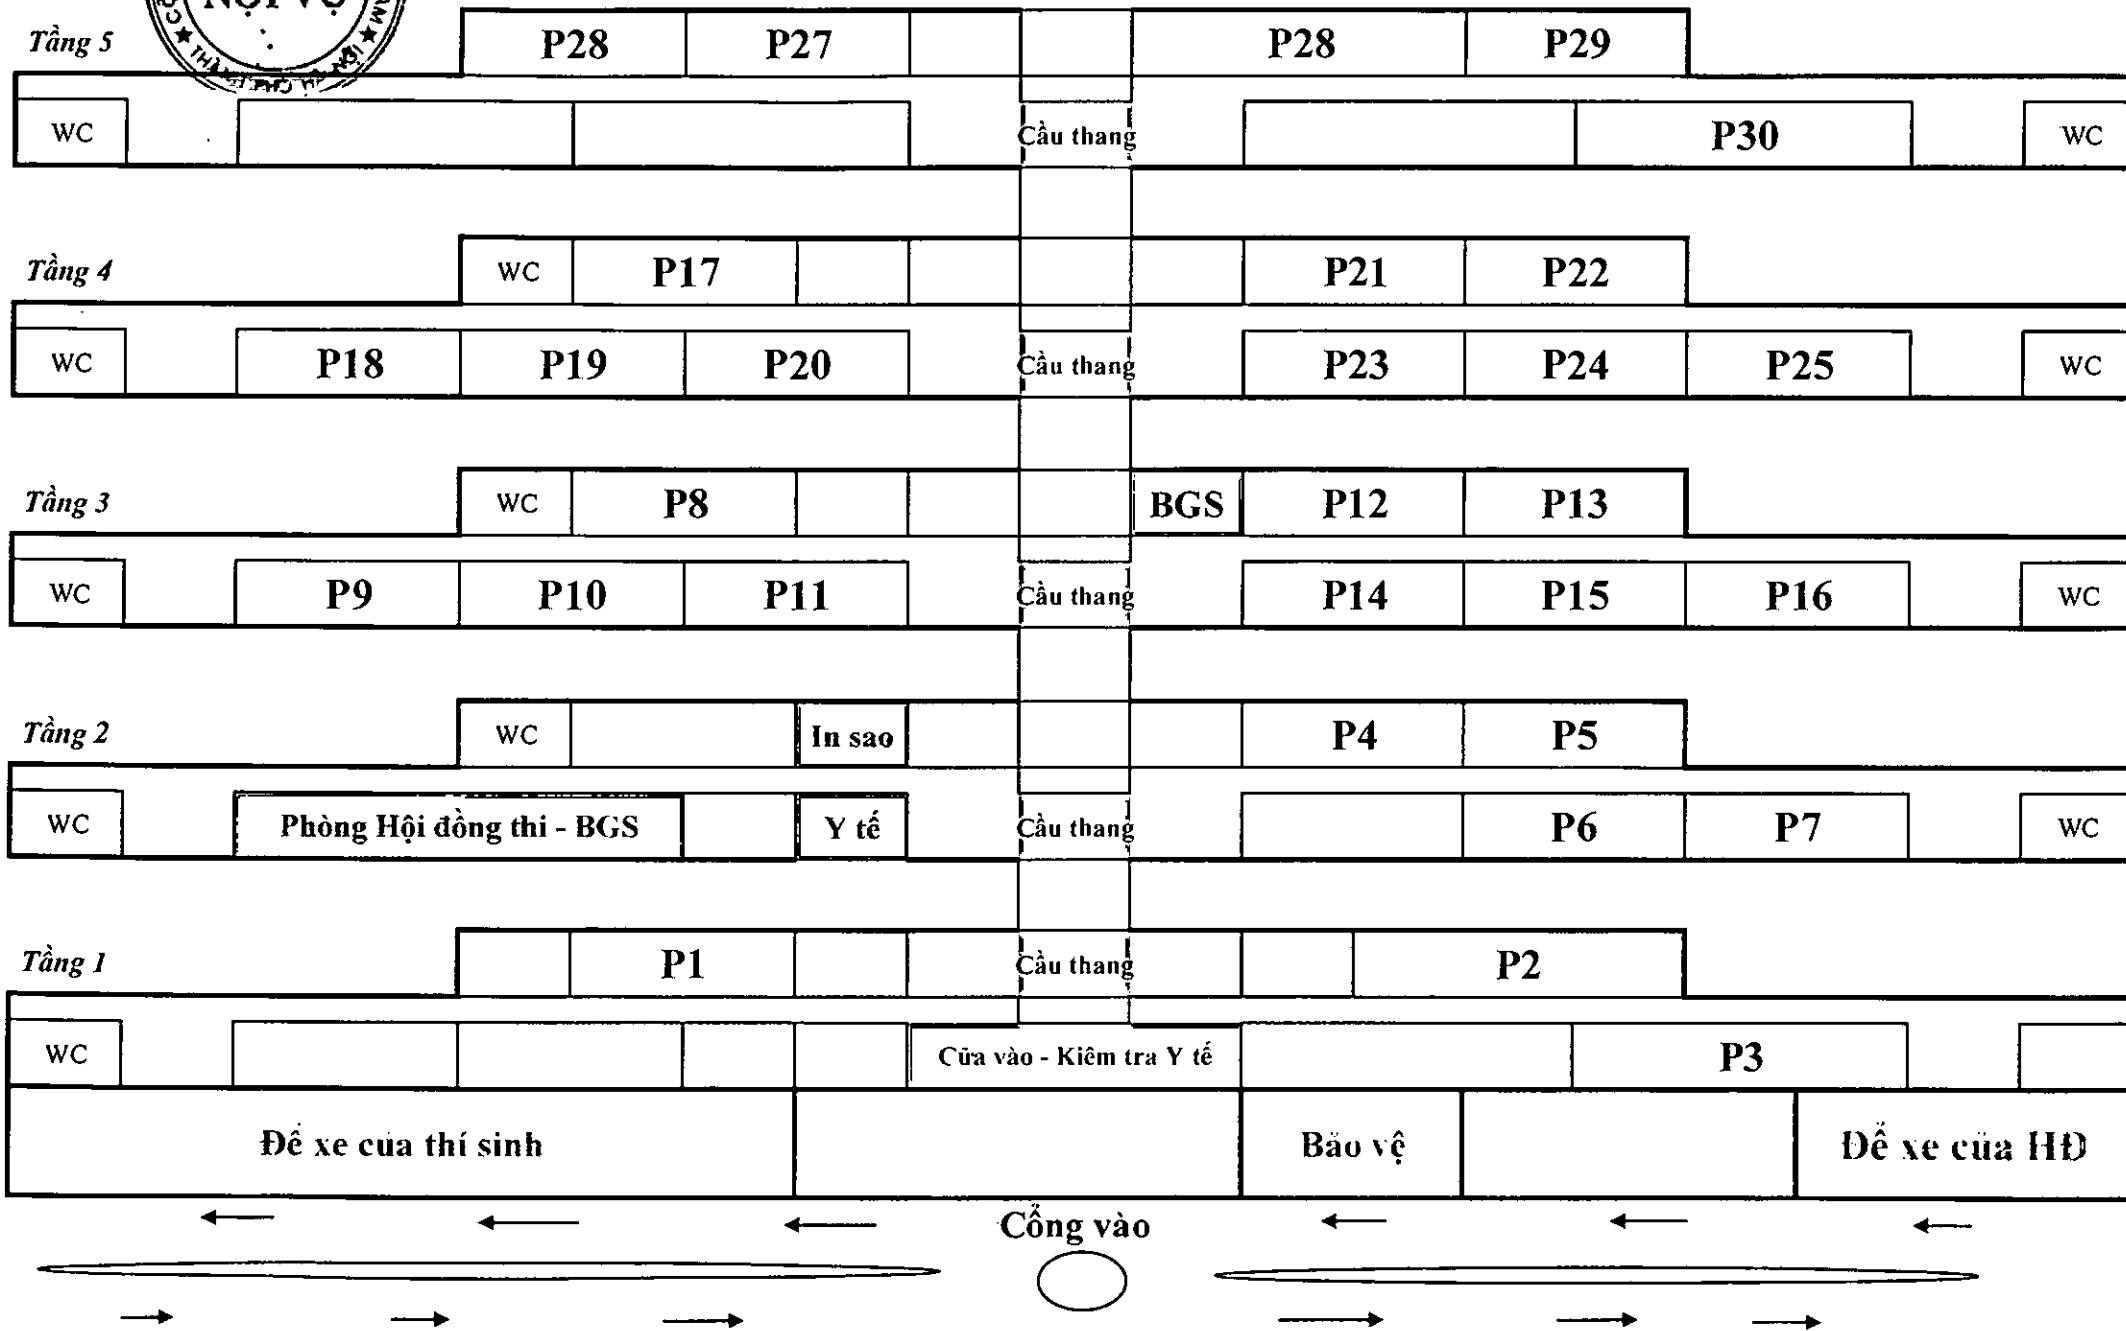 NỘI VỤ
Tầng 5 P28 P27 P28 P29
WC Cầu thang P30 WC
Tầng 4 WC P17 P21 P22
WC P18 P19 P20 Cầu thang P23 P24 P25 WC
Tầng 3 WC P8 BGS P12 P13
WC P9 P10 P11 Cầu thang P14 P15 P16 WC
Tầng 2 WC In sao P4 P5
WC Phòng Hội đồng thi - BGS Y tế Cầu thang P6 P7 WC
Tầng 1 P1 Cầu thang P2
WC Cửa vào - Kiểm tra Y tế P3
Để xe của thí sinh Bảo vệ Để xe của HĐ
Cổng vào